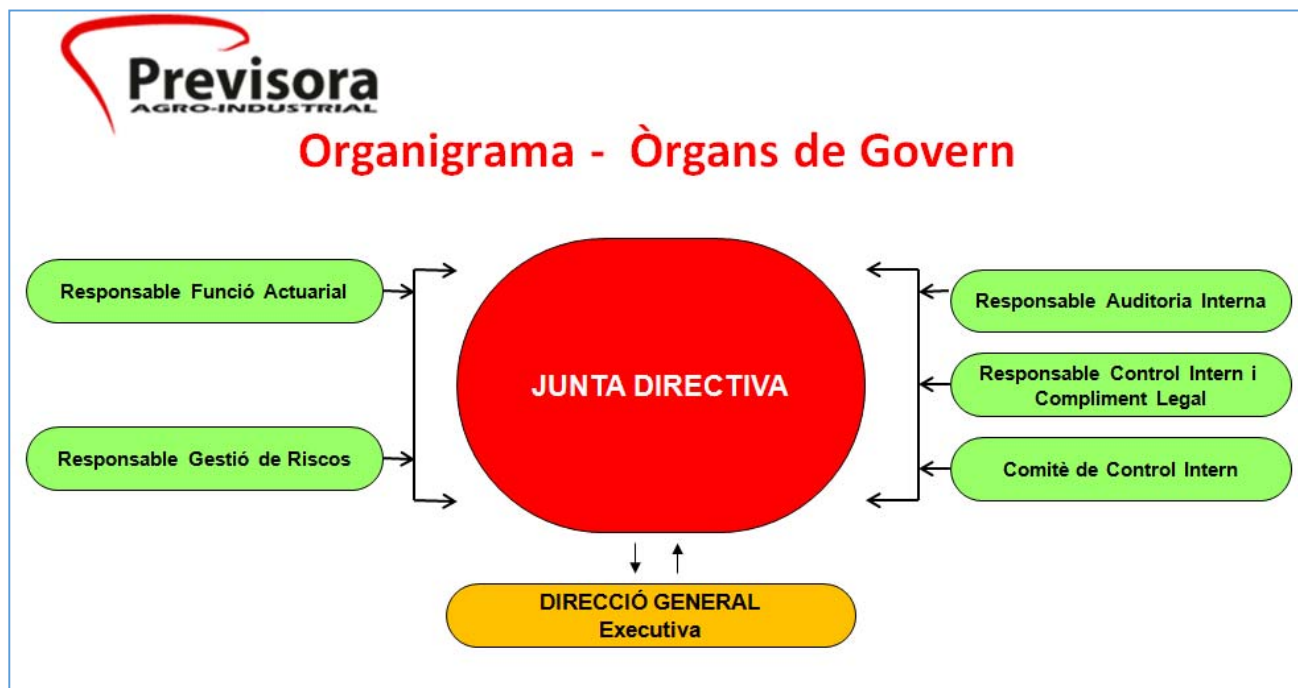 Previsora
AGRO-INDUSTRIAL
Organigrama - Òrgans de Govern
Responsable Funció Actuarial
Responsable Gestió de Riscos
JUNTA DIRECTIVA
Responsable Auditoria Interna
Responsable Control Intern i
Compliment Legal
Comitè de Control Intern
DIRECCIÓ GENERAL
Executiva